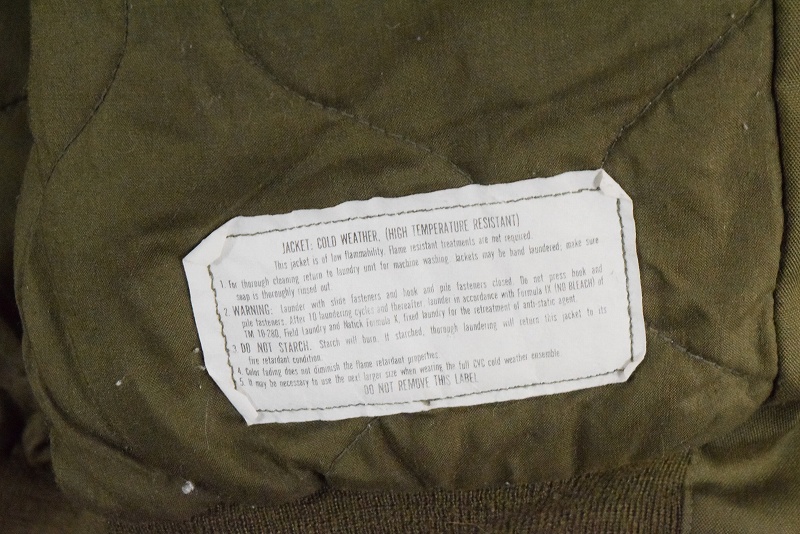 JACKET, COLD WEATHER, (HIGH TEMPERATURE RESISTANT)
This jacket is of low flammability. Flame resistant treatments are not required.
1. For thorough cleaning return to laundry unit for machine washing. Jackets may be hand laundered; make sure
soap is thoroughly rinsed out.
2. WARNING: Launder with slide fasteners and hook and pile fasteners closed. Do not press hook and
pile fasteners. After 10 laundering cycles and thereafter launder in accordance with Formula II, (NO BLEACH) of
TM 10-280, Field Laundry and Natick Formula X, fixed laundry for the retreatment of anti-static agent.
3. DO NOT STARCH. Starch will burn. If starched, thorough laundering will return this jacket to its
fire retardant condition.
4. Color fading does not diminish the flame retardant properties.
5. It may be necessary to use the next larger size when wearing the full CVC cold weather ensemble.
DO NOT REMOVE THIS LABEL